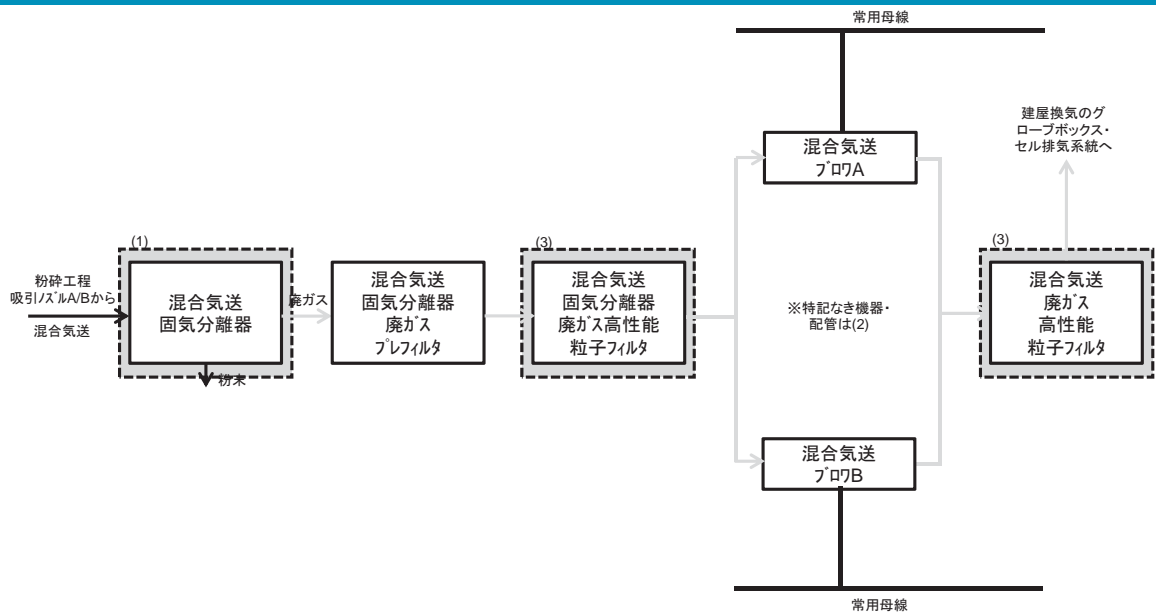 常用母線
建屋換気のグ
ローブボックス・
セル排気系統へ
混合気送
ﾌﾞﾛﾜA
(1)
(3)
(3)
粉砕工程
吸引ﾉｽﾞﾙA/Bから
混合気送
混合気送
固気分離器
粉末
廃ガス
混合気送
固気分離器
廃ｶﾞｽ
ﾌﾟﾚﾌｨﾙﾀ
混合気送
固気分離器
廃ｶﾞｽ高性能
粒子ﾌｨﾙﾀ
※特記なき機器・
配管は(2)
混合気送
廃ｶﾞｽ
高性能
粒子ﾌｨﾙﾀ
混合気送
ﾌﾞﾛﾜB
常用母線